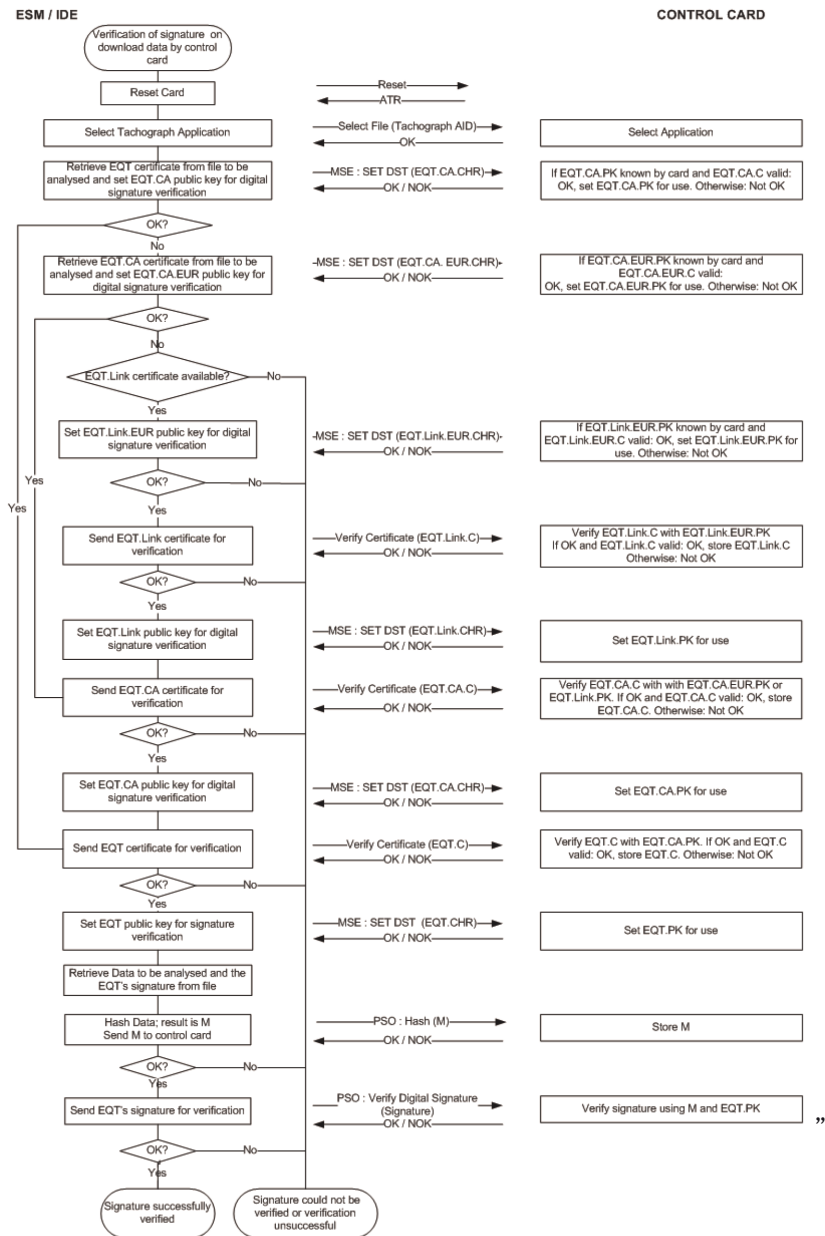 ESM / IDE
CONTROL CARD
Verification of signature on
download data by control
card
Reset Card
Reset
ATR
Select Tachograph Application
Select File (Tachograph AID)
OK
Select Application
Retrieve EQT certificate from file to be
analysed and set EQT.CA public key for digital
signature verification
MSE : SET DST (EQT.CA.CHR)
OK / NOK
If EQT.CA.PK known by card and EQT.CA.C valid:
OK, set EQT.CA.PK for use. Otherwise: Not OK
OK?
No
Retrieve EQT.CA certificate from file to be
analysed and set EQT.CA.EUR public key for
digital signature verification
MSE : SET DST (EQT.CA. EUR.CHR)
OK / NOK
If EQT.CA.EUR.PK known by card and
EQT.CA.EUR.C valid:
OK, set EQT.CA.EUR.PK for use. Otherwise: Not OK
OK?
No
EQT.Link certificate available?
No
Yes
Set EQT.Link.EUR public key for digital
signature verification
MSE : SET DST (EQT.Link.EUR.CHR)
OK / NOK
If EQT.Link.EUR.PK known by card and
EQT.Link.EUR.C valid: OK, set EQT.Link.EUR.PK for
use. Otherwise: Not OK
Yes
Yes
OK?
No
Yes
Send EQT.Link certificate for
verification
Verify Certificate (EQT.Link.C)
OK / NOK
Verify EQT.Link.C with EQT.Link.EUR.PK
If OK and EQT.Link.C valid: OK, store EQT.Link.C
Otherwise: Not OK
OK?
No
Yes
Set EQT.Link public key for digital
signature verification
MSE : SET DST (EQT.Link.CHR)
OK / NOK
Set EQT.Link.PK for use
Send EQT.CA certificate for
verification
Verify Certificate (EQT.CA.C)
OK / NOK
Verify EQT.CA.C with with EQT.CA.EUR.PK or
EQT.Link.PK. If OK and EQT.CA.C valid: OK, store
EQT.CA.C. Otherwise: Not OK
OK?
No
Yes
Set EQT.CA public key for digital
signature verification
MSE : SET DST (EQT.CA.CHR)
OK / NOK
Set EQT.CA.PK for use
Send EQT certificate for verification
Verify Certificate (EQT.C)
OK / NOK
Verify EQT.C with EQT.CA.PK. If OK and EQT.C
valid: OK, store EQT.C. Otherwise: Not OK
OK?
No
Yes
Set EQT public key for signature
verification
MSE : SET DST (EQT.CHR)
OK / NOK
Set EQT.PK for use
Retrieve Data to be analysed and the
EQT's signature from file
Hash Data; result is M
Send M to control card
PSO : Hash (M)
OK / NOK
Store M
OK?
No
Yes
Send EQT's signature for verification
PSO : Verify Digital Signature
(Signature)
OK / NOK
Verify signature using M and EQT.PK
”
OK?
No
Yes
Signature successfully
verified
Signature could not be
verified or verification
unsuccessful